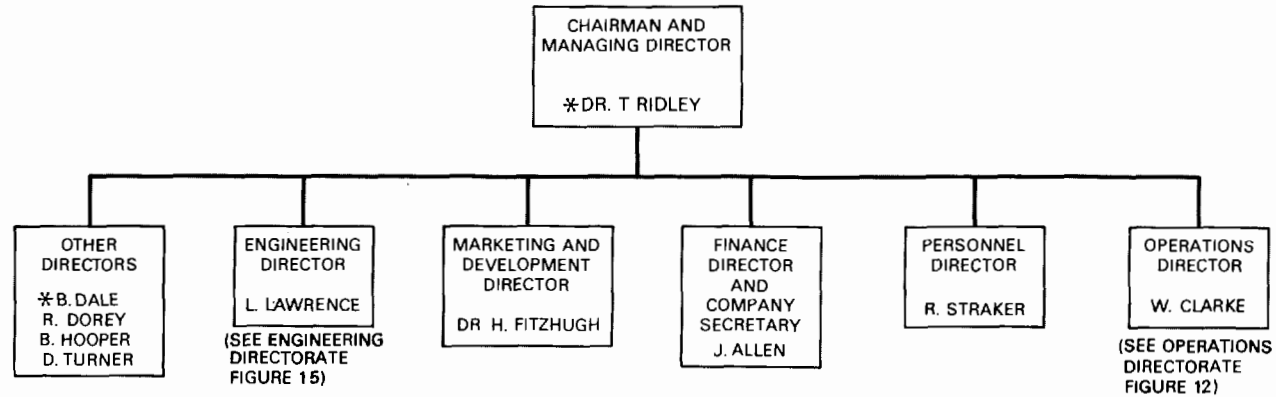 CHAIRMAN AND
MANAGING DIRECTOR
*DR. T RIDLEY
OTHER
DIRECTORS
*B. DALE
R. DOREY
B. HOOPER
D. TURNER
ENGINEERING
DIRECTOR
L. LAWRENCE
(SEE ENGINEERING
DIRECTORATE
FIGURE 15)
MARKETING AND
DEVELOPMENT
DIRECTOR
DR H. FITZHUGH
FINANCE
DIRECTOR
AND
COMPANY
SECRETARY
J. ALLEN
PERSONNEL
DIRECTOR
R. STRAKER
OPERATIONS
DIRECTOR
W. CLARKE
(SEE OPERATIONS
DIRECTORATE
FIGURE 12)